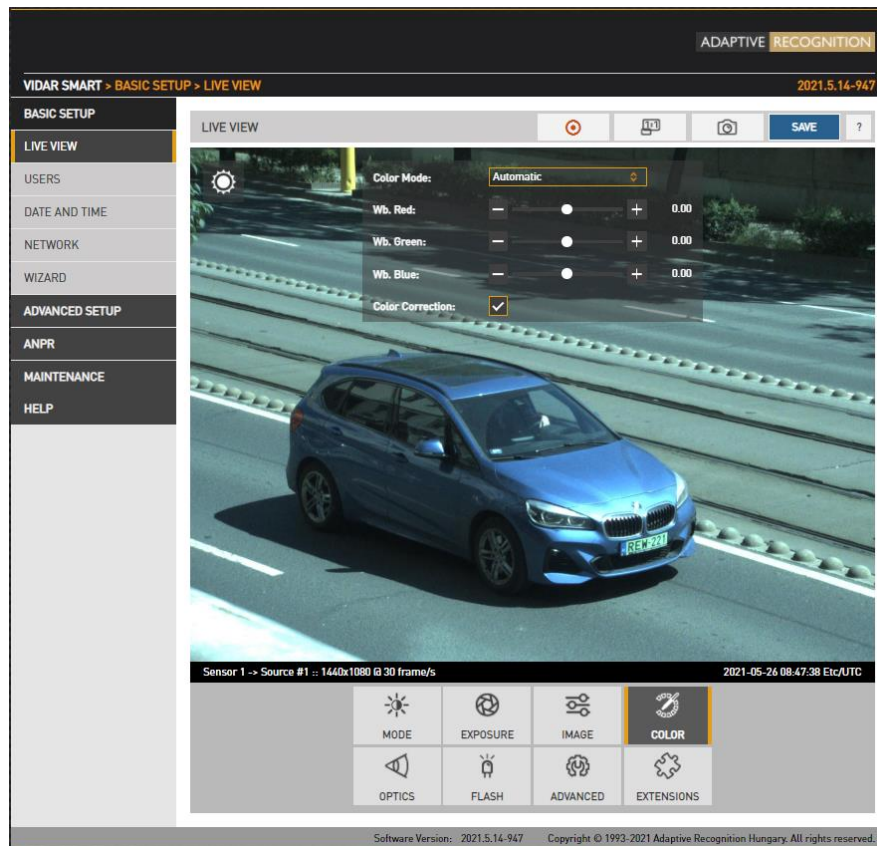 ADAPTIVE RECOGNITION
VIDAR SMART > BASIC SETUP > LIVE VIEW
2021.5.14-947
BASIC SETUP
LIVE VIEW
USERS
DATE AND TIME
NETWORK
WIZARD
ADVANCED SETUP
ANPR
MAINTENANCE
HELP
LIVE VIEW
1:1
SAVE
?
Color Mode: Automatic
Wb. Red: 0.00
Wb. Green: 0.00
Wb. Blue: 0.00
Color Correction:
REW-221
Sensor 1 -> Source #1 :: 1440x1080 @ 30 frame/s
2021-05-26 08:47:38 Etc/UTC
MODE
EXPOSURE
IMAGE
COLOR
OPTICS
FLASH
ADVANCED
EXTENSIONS
Software Version: 2021.5.14-947
Copyright © 1993-2021 Adaptive Recognition Hungary. All rights reserved.